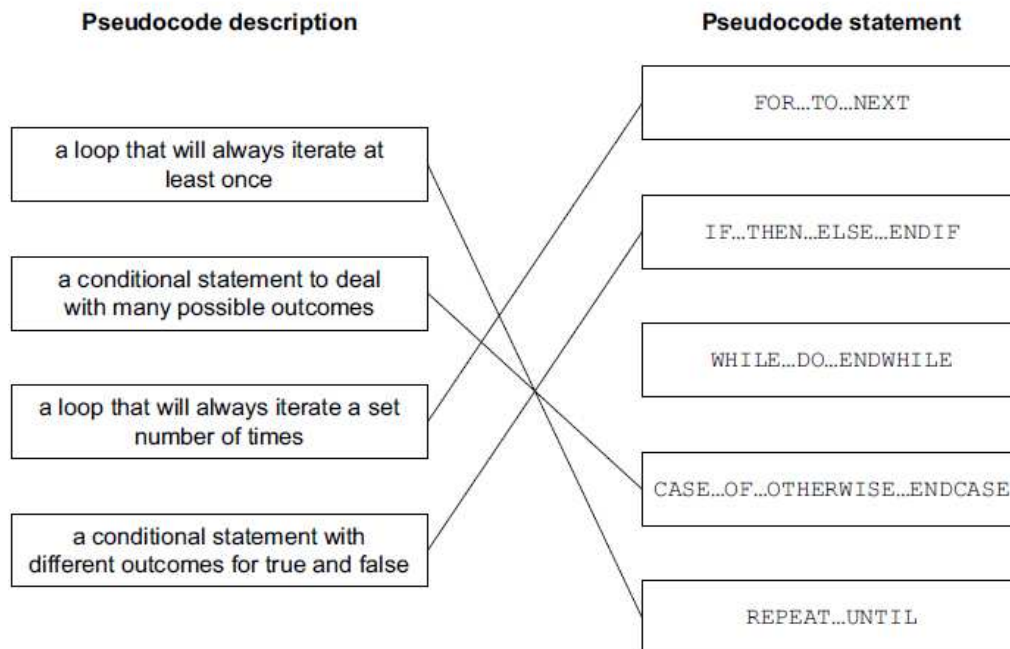 Pseudocode description
a loop that will always iterate at
least once
a conditional statement to deal
with many possible outcomes
a loop that will always iterate a set
number of times
a conditional statement with
different outcomes for true and false
Pseudocode statement
FOR…TO…NEXT
IF…THEN…ELSE…ENDIF
WHILE…DO…ENDWHILE
CASE…OF…OTHERWISE…ENDCASE
REPEAT…UNTIL